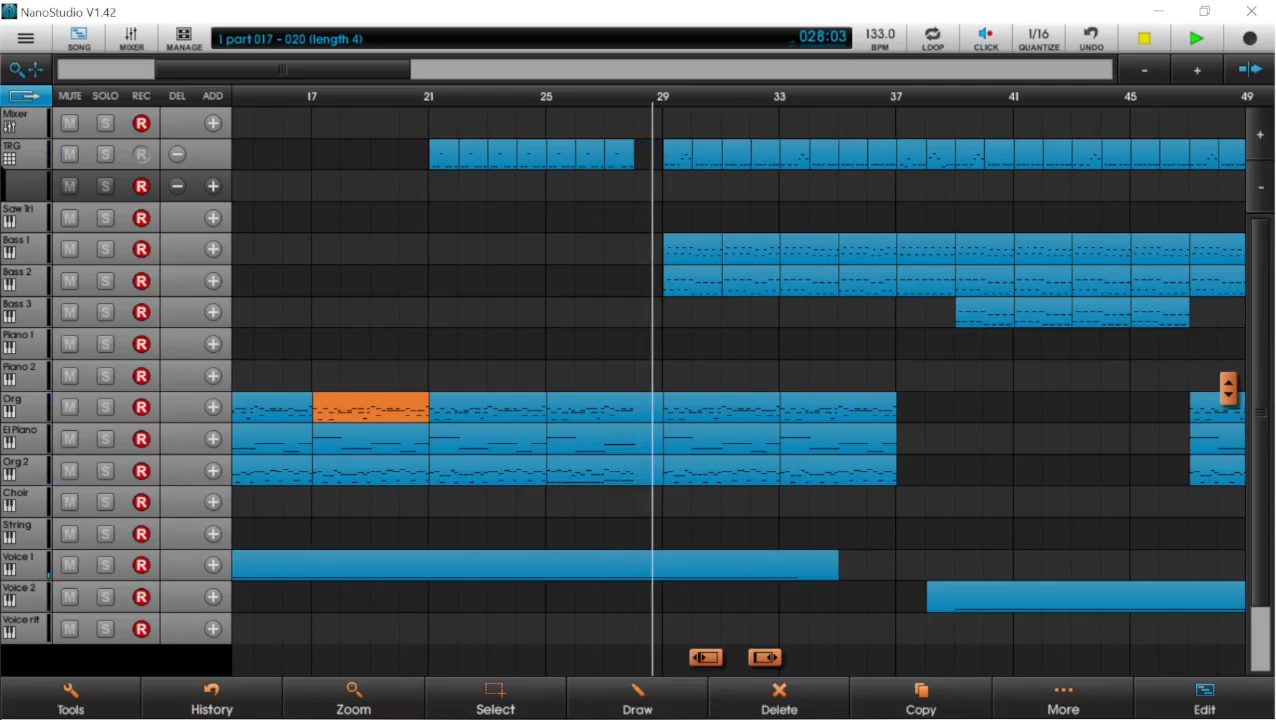 NanoStudio V1.42
SONG MIXER MANAGE 1 part 017 - 020 (length 4) 028:03 133.0 BPM LOOP CLICK 1/16 QUANTIZE UNDO
- +
MUTE SOLO REC DEL ADD 17 21 25 29 33 37 41 45 49
Mixer M S R +
TRG M S R
M S R
Saw Tri M S R
Bass 1 M S R
Bass 2 M S R
Bass 3 M S R
Piano 1 M S R
Piano 2 M S R
Org M S R
El Piano M S R
Org 2 M S R
Choir M S R
String M S R
Voice 1 M S R
Voice 2 M S R
Voice rit M S R
Tools History Zoom Select Draw Delete Copy More Edit